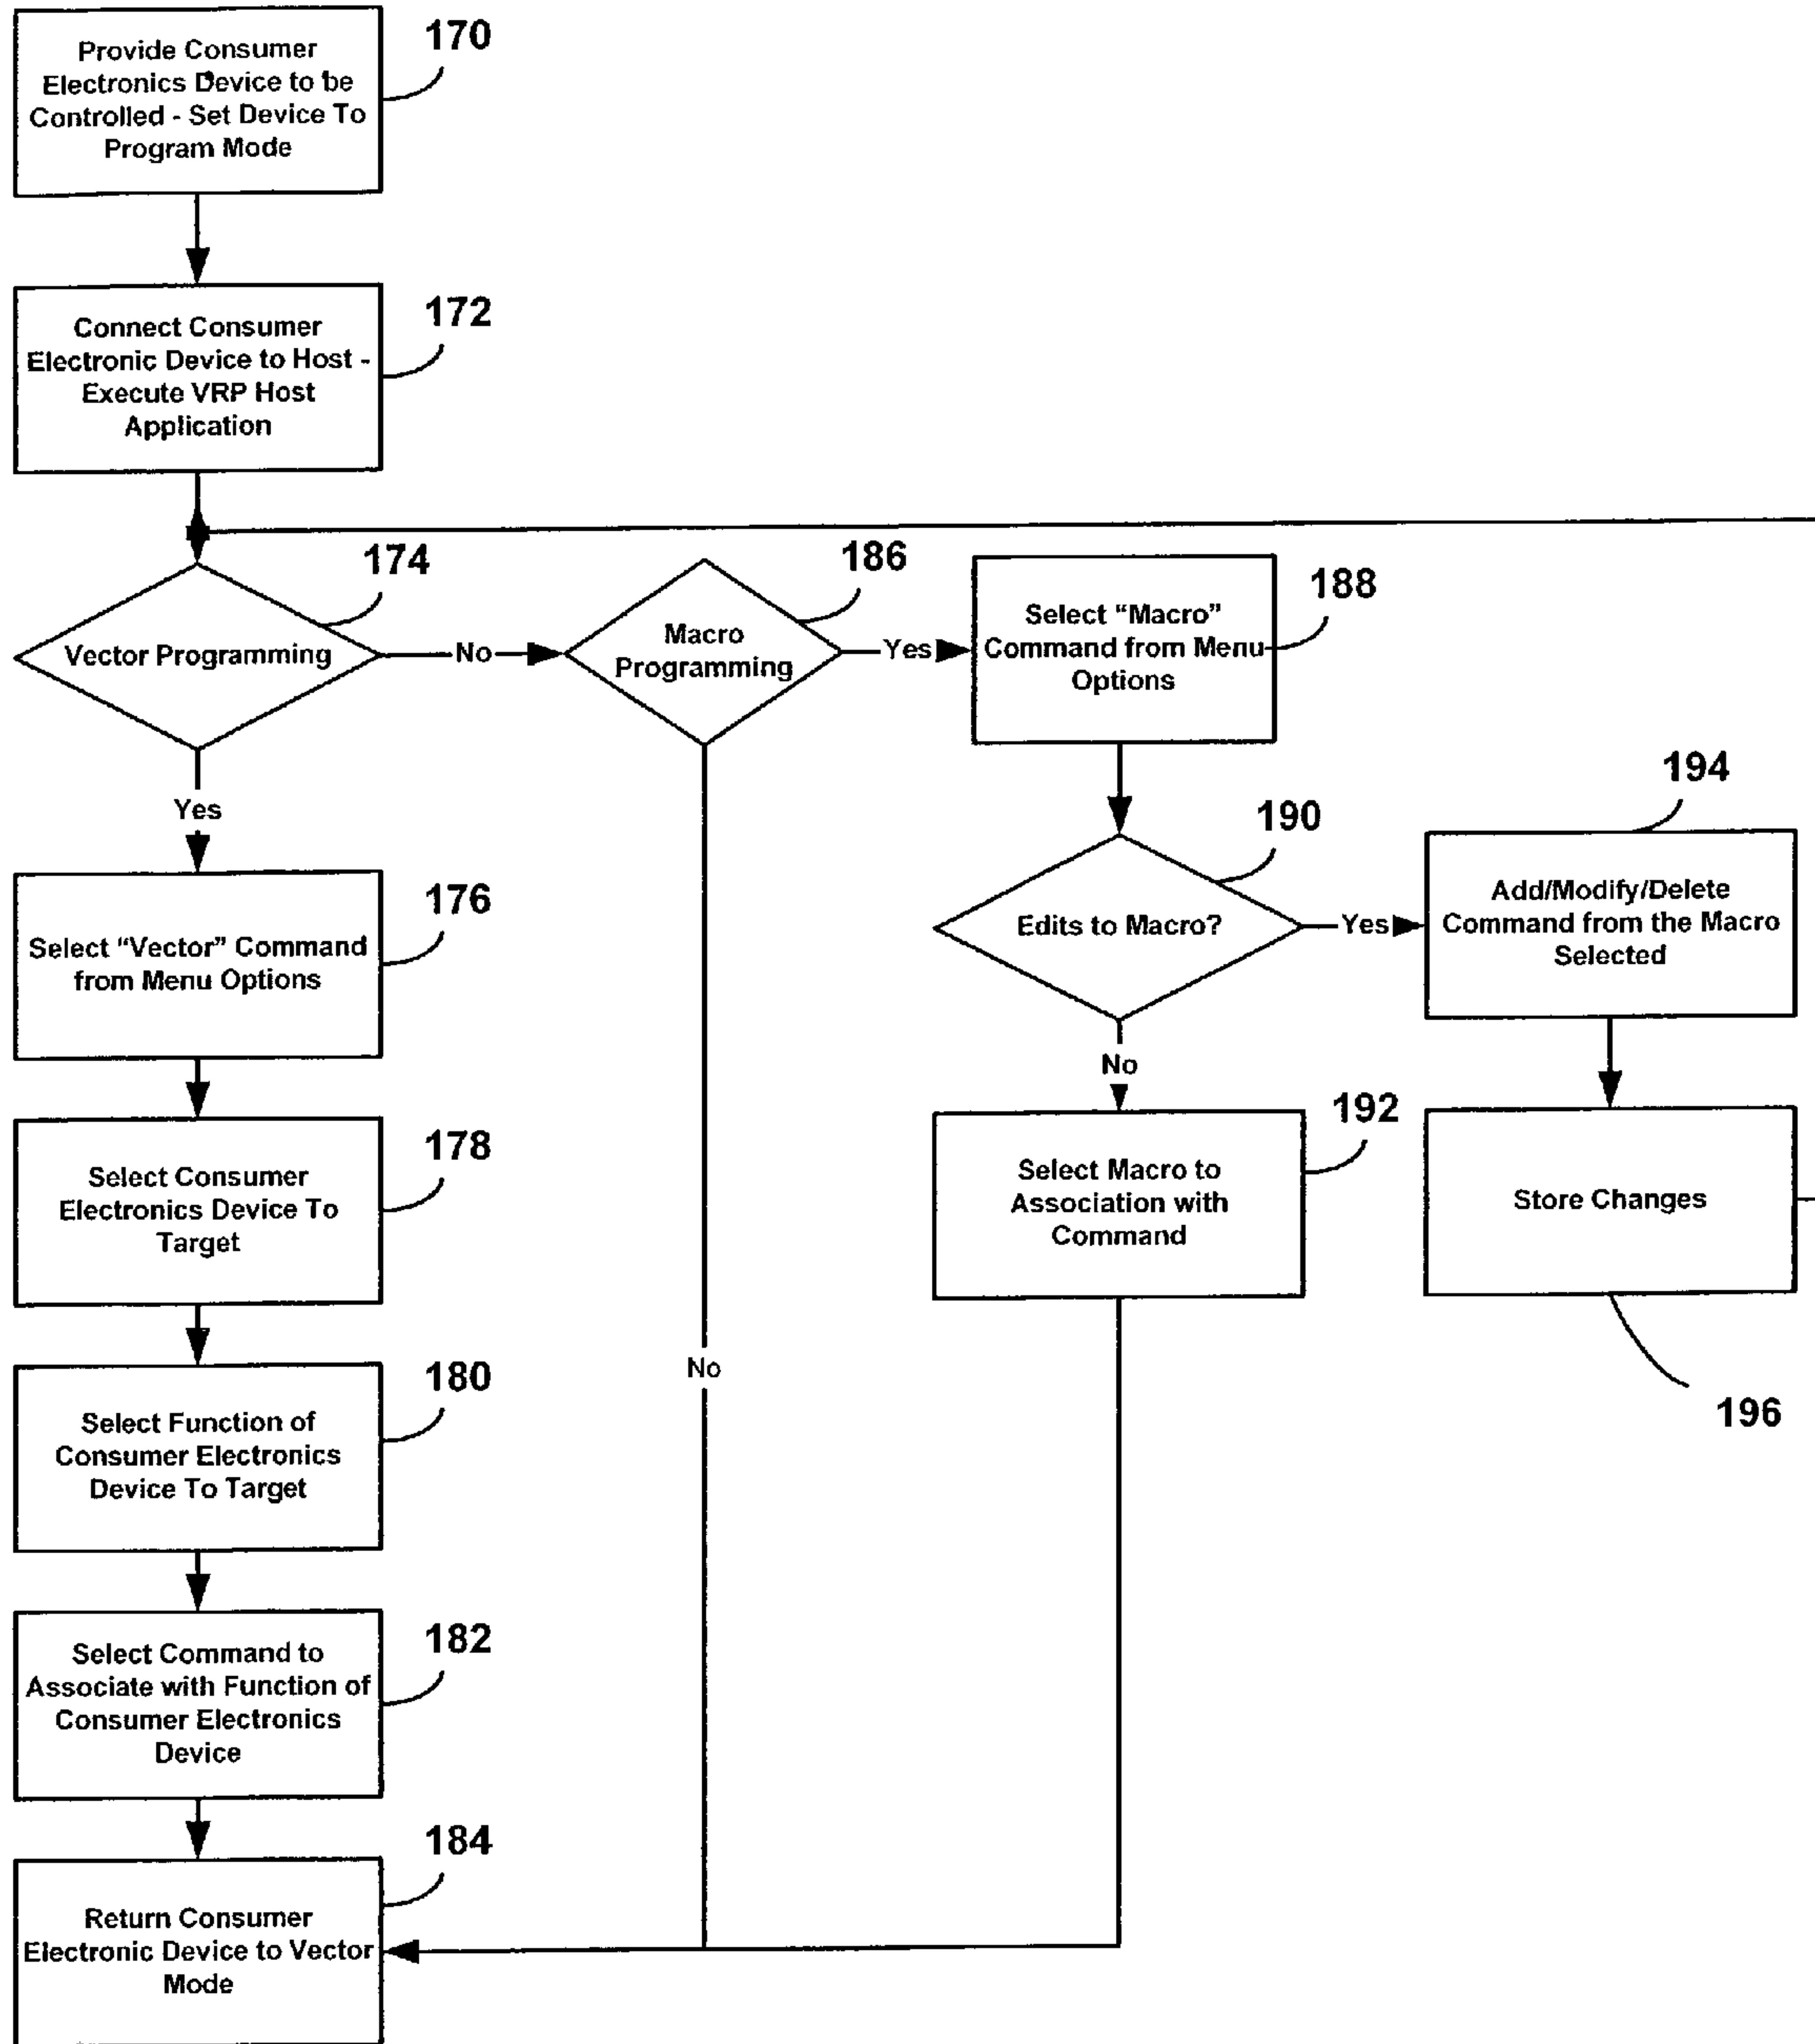 Provide Consumer
Electronics Device to be
Controlled - Set Device To
Program Mode
170
Connect Consumer
Electronic Device to Host -
Execute VRP Host
Application
172
Vector Programming
174
No
Macro
Programming
186
Yes
Select “Macro”
Command from Menu
Options
188
Yes
Select “Vector” Command
from Menu Options
176
Edits to Macro?
190
Yes
Add/Modify/Delete
Command from the Macro
Selected
194
No
Select Consumer
Electronics Device To
Target
178
Select Macro to
Association with
Command
192
Store Changes
196
Select Function of
Consumer Electronics
Device To Target
180
No
Select Command to
Associate with Function of
Consumer Electronics
Device
182
Return Consumer
Electronic Device to Vector
Mode
184